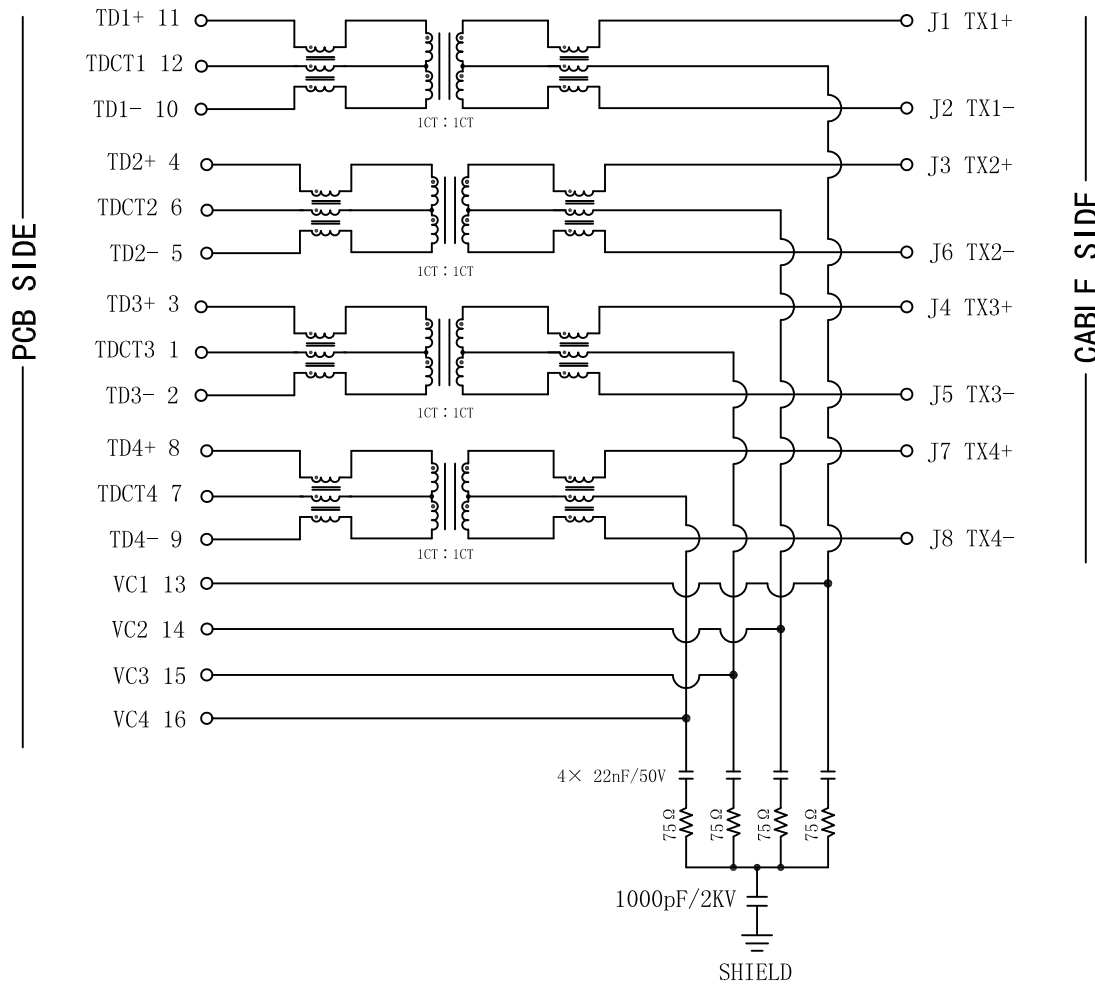 TD1+ 11
J1 TX1+
TDCT1 12
TD1- 10
J2 TX1-
1CT:1CT
TD2+ 4
J3 TX2+
TDCT2 6
TD2- 5
J6 TX2-
1CT:1CT
PCB SIDE
CABLE SIDE
TD3+ 3
J4 TX3+
TDCT3 1
TD3- 2
J5 TX3-
1CT:1CT
TD4+ 8
J7 TX4+
TDCT4 7
TD4- 9
J8 TX4-
1CT:1CT
VC1 13
VC2 14
VC3 15
VC4 16
4× 22nF/50V
75Ω
75Ω
75Ω
75Ω
1000pF/2KV
SHIELD